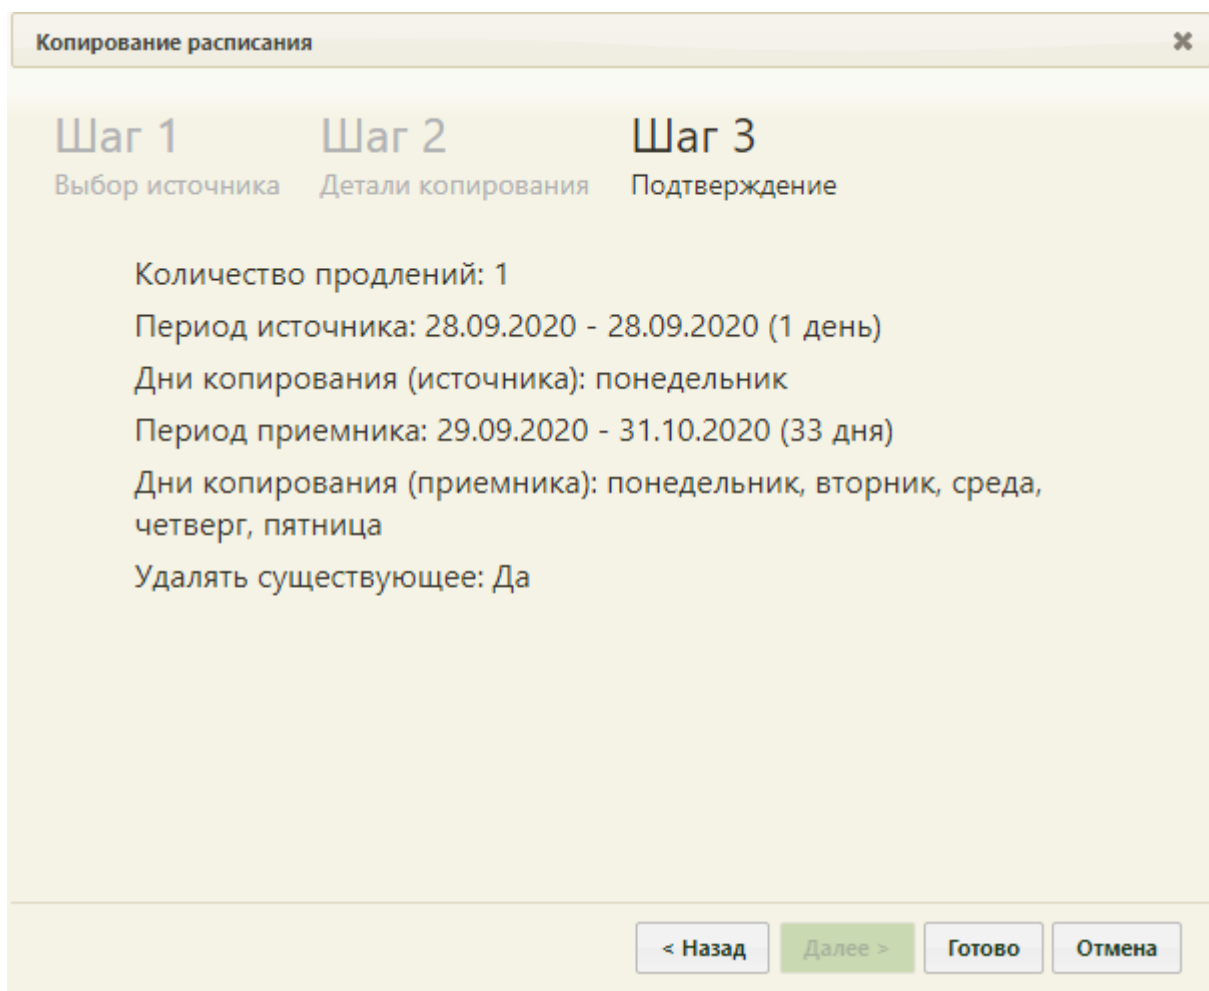 Копирование расписания
Шаг 1 Шаг 2 Шаг 3
Выбор источника Детали копирования Подтверждение
Количество продлений: 1
Период источника: 28.09.2020 - 28.09.2020 (1 день)
Дни копирования (источника): понедельник
Период приемника: 29.09.2020 - 31.10.2020 (33 дня)
Дни копирования (приемника): понедельник, вторник, среда,
четверг, пятница
Удалять существующее: Да
< Назад Далее > Готово Отмена